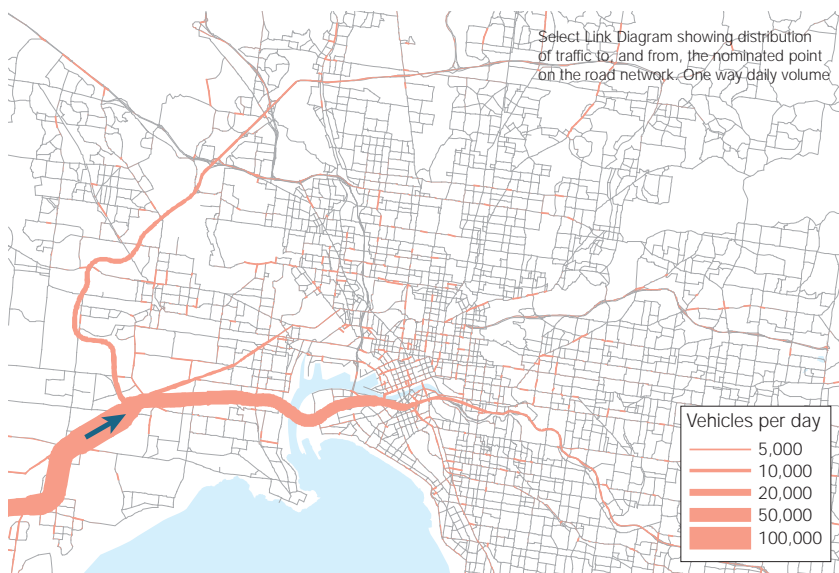 Select Link Diagram showing distribution
of traffic to, and from, the nominated point
on the road network. One way daily volume
Vehicles per day
5,000
10,000
20,000
50,000
100,000